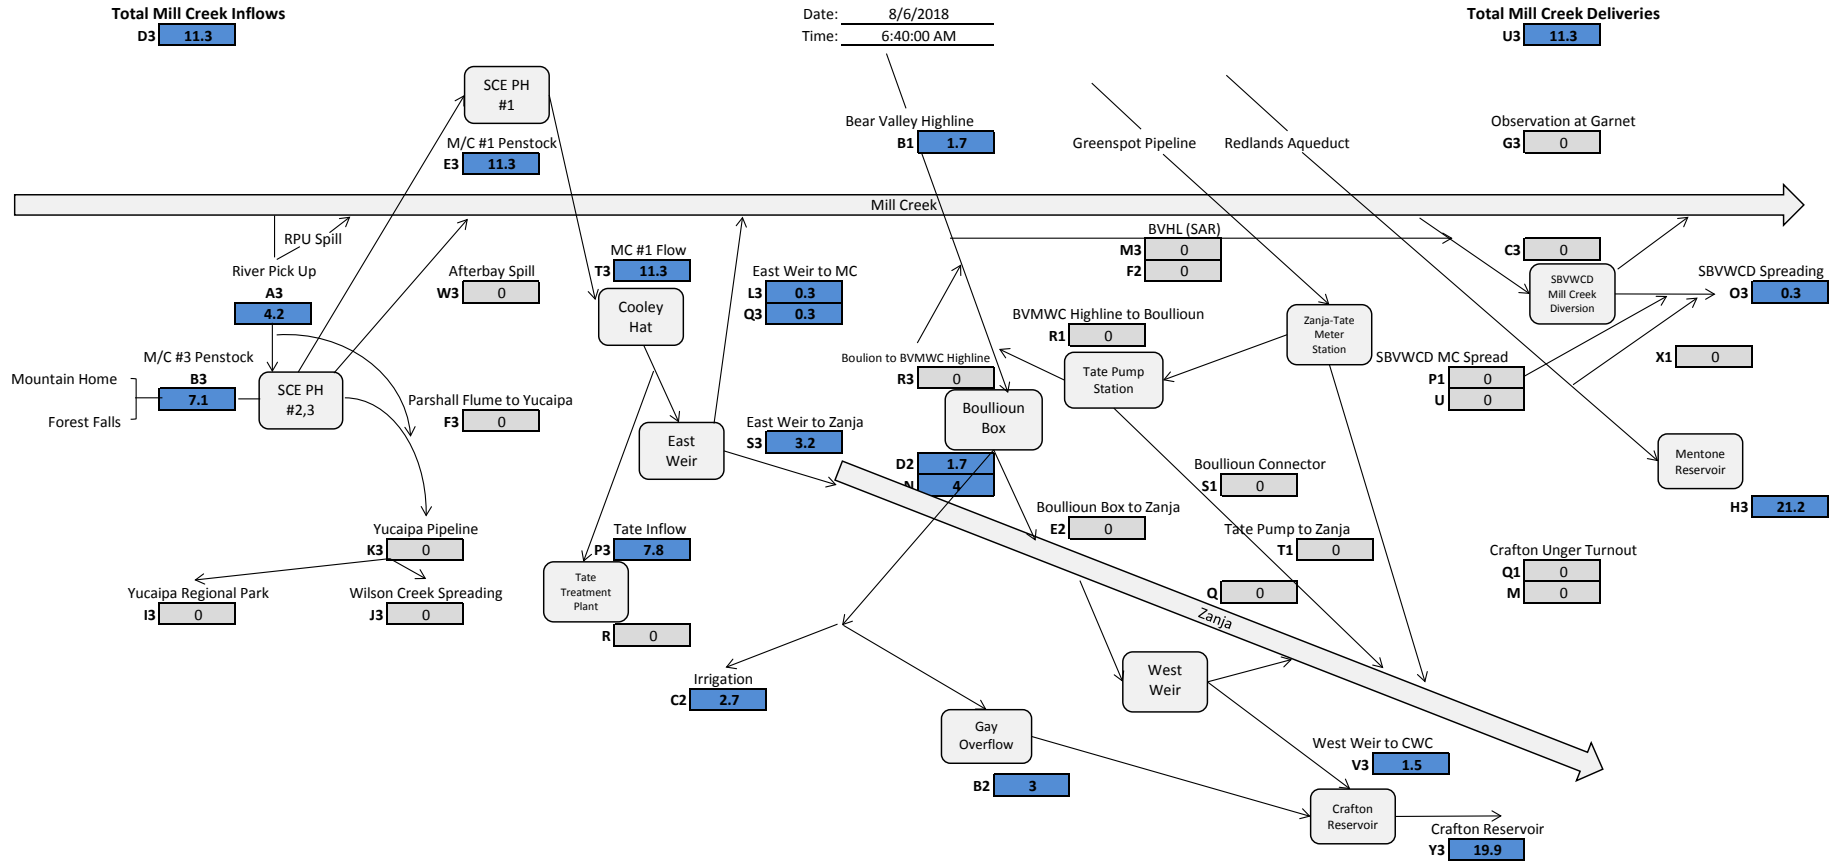 Total Mill Creek Inflows
D3 11.3
Date: 8/6/2018
Time: 6:40:00 AM
Total Mill Creek Deliveries
U3 11.3
SCE PH
#1
M/C #1 Penstock
E3 11.3
Bear Valley Highline
B1 1.7
Greenspot Pipeline
Redlands Aqueduct
Observation at Garnet
G3 0
Mill Creek
RPU Spill
River Pick Up
A3
4.2
Afterbay Spill
W3 0
MC #1 Flow
T3 11.3
Cooley
Hat
East Weir to MC
L3 0.3
Q3 0.3
BVHL (SAR)
M3 0
F2 0
C3 0
SBVWCD
Mill Creek
Diversion
SBVWCD Spreading
O3 0.3
BVMWC Highline to Boullioun
R1 0
Zanja-Tate
Meter
Station
Boulion to BVMWC Highline
R3 0
Tate Pump
Station
SBVWCD MC Spread
P1 0
U 0
X1 0
M/C #3 Penstock
B3
7.1
Mountain Home
Forest Falls
SCE PH
#2,3
Parshall Flume to Yucaipa
F3 0
East
Weir
East Weir to Zanja
S3 3.2
Boullioun
Box
D2 1.7
N 4
Boullioun Connector
S1 0
Mentone
Reservoir
H3 21.2
Boullioun Box to Zanja
E2 0
Tate Pump to Zanja
T1 0
Yucaipa Pipeline
K3 0
Tate Inflow
P3 7.8
Tate
Treatment
Plant
R 0
Crafton Unger Turnout
Q1 0
M 0
Yucaipa Regional Park
I3 0
Wilson Creek Spreading
J3 0
Q 0
Zanja
Irrigation
C2 2.7
West
Weir
Gay
Overflow
B2 3
West Weir to CWC
V3 1.5
Crafton
Reservoir
Crafton Reservoir
Y3 19.9